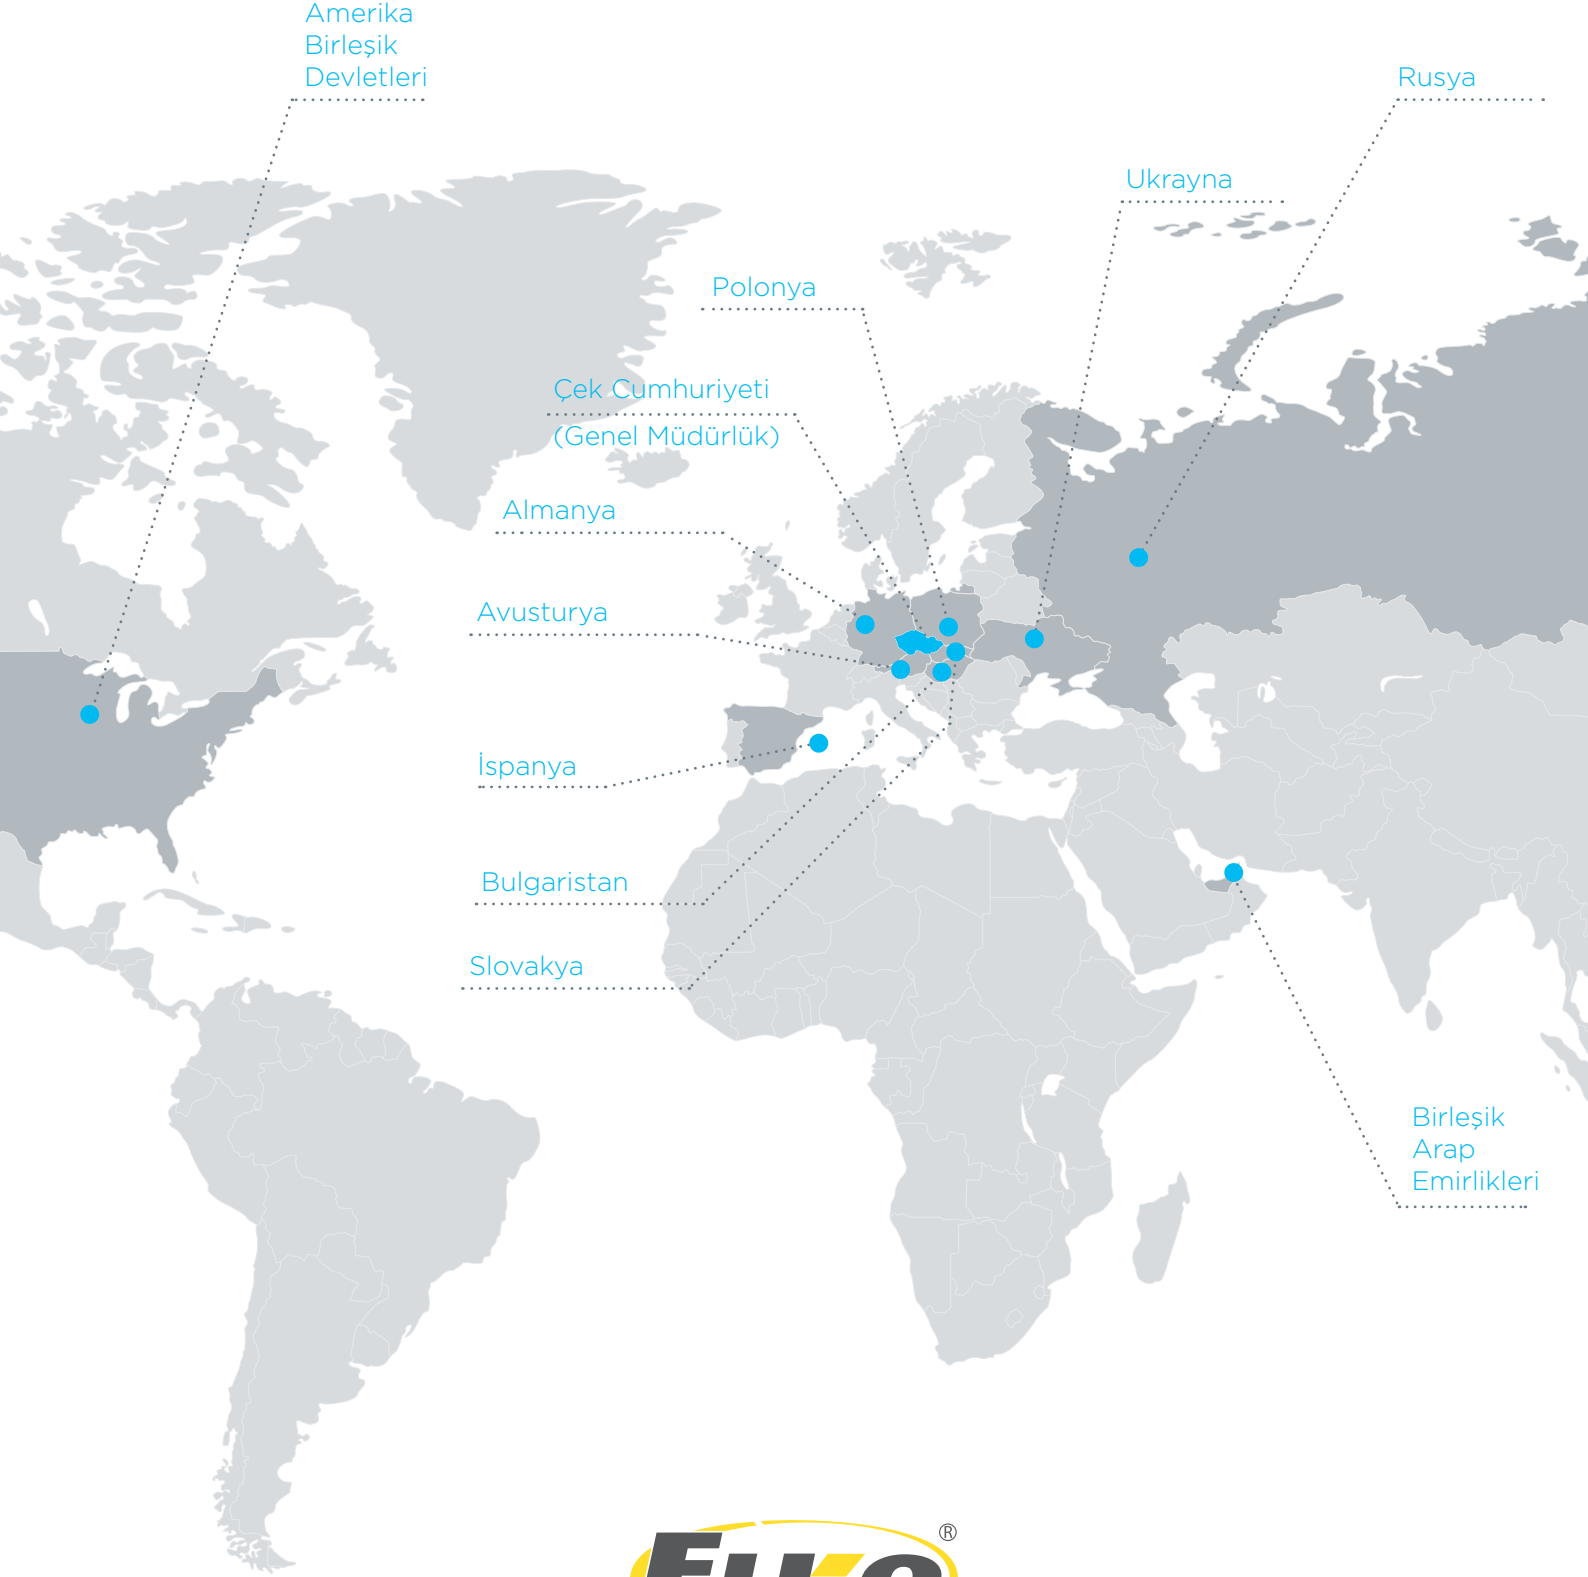 Amerika
Birleşik
Devletleri
Rusya
Ukrayna
Polonya
Çek Cumhuriyeti
(Genel Müdürlük)
Almanya
Avusturya
İspanya
Bulgaristan
Slovakya
Birleşik
Arap
Emirlikleri
®